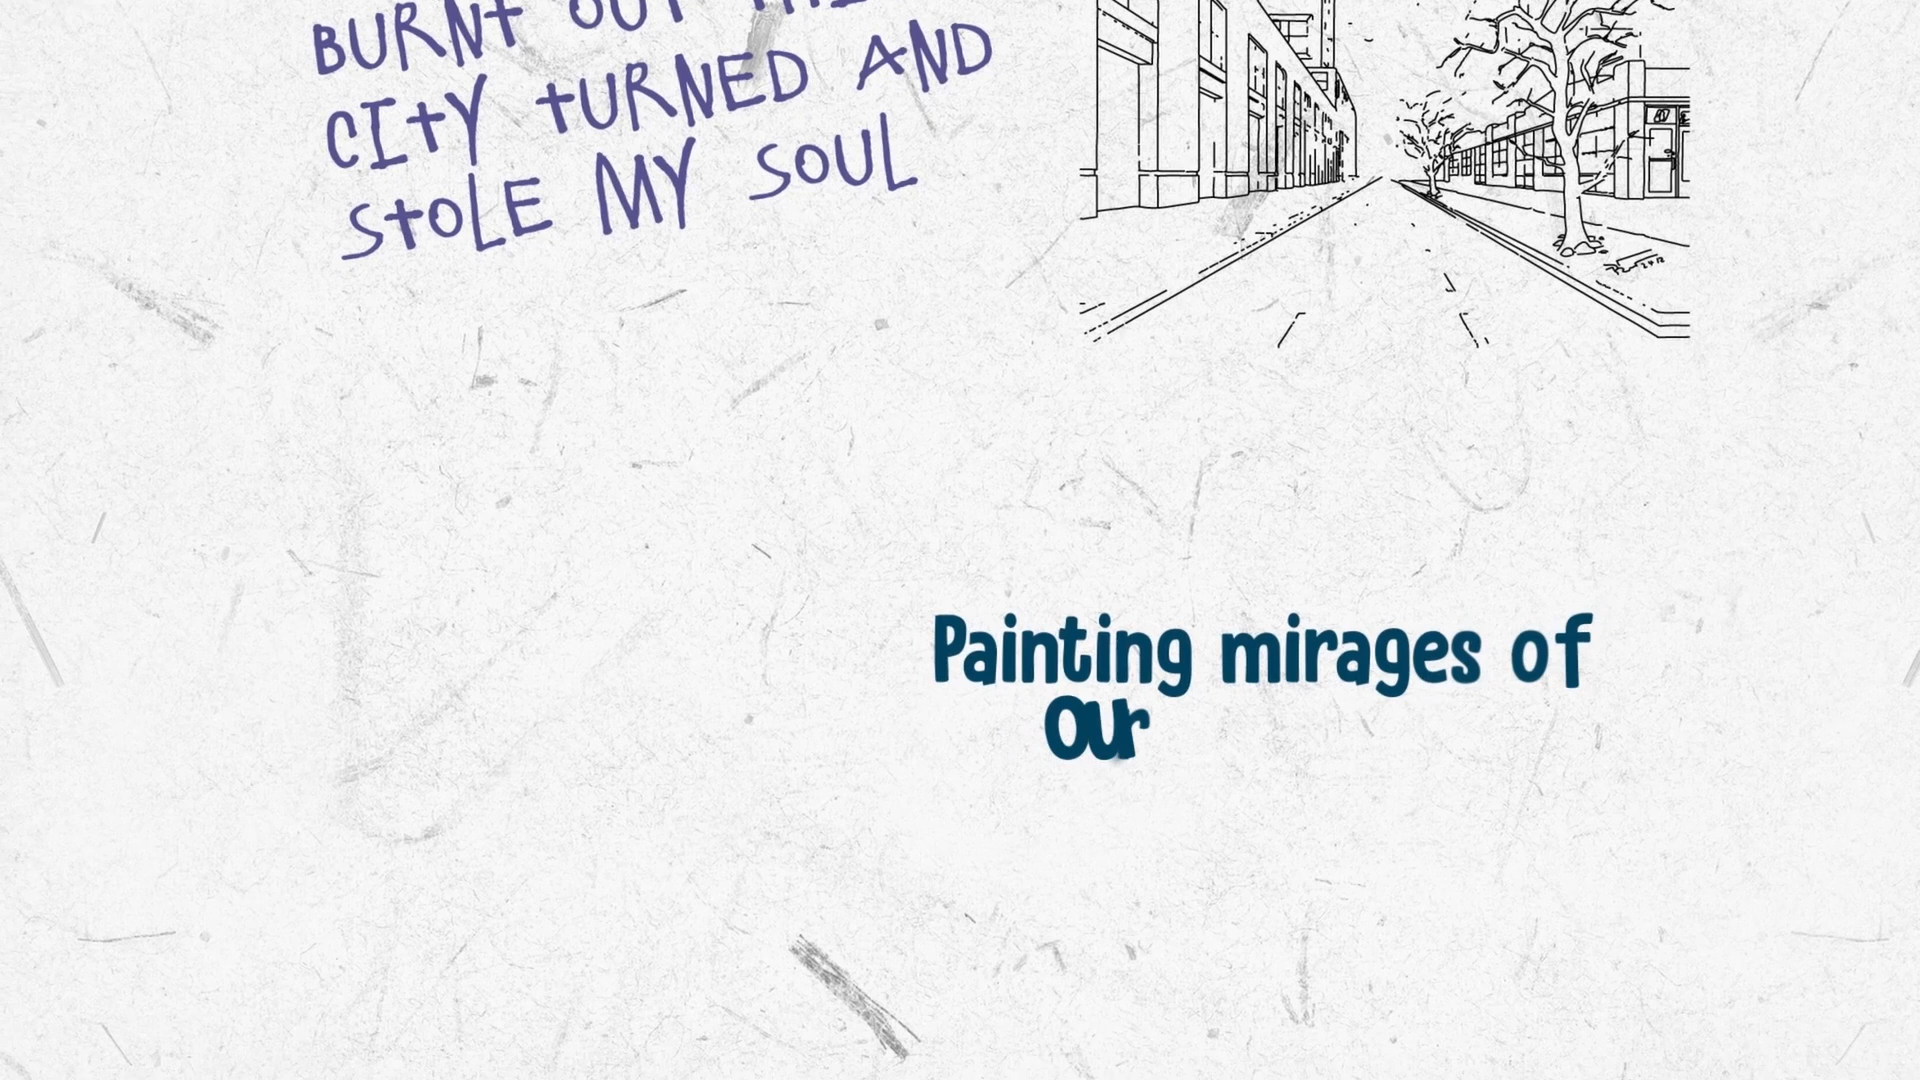 BURNT OUT
CITY TURNED AND
STOLE MY SOUL
Painting mirages of
our